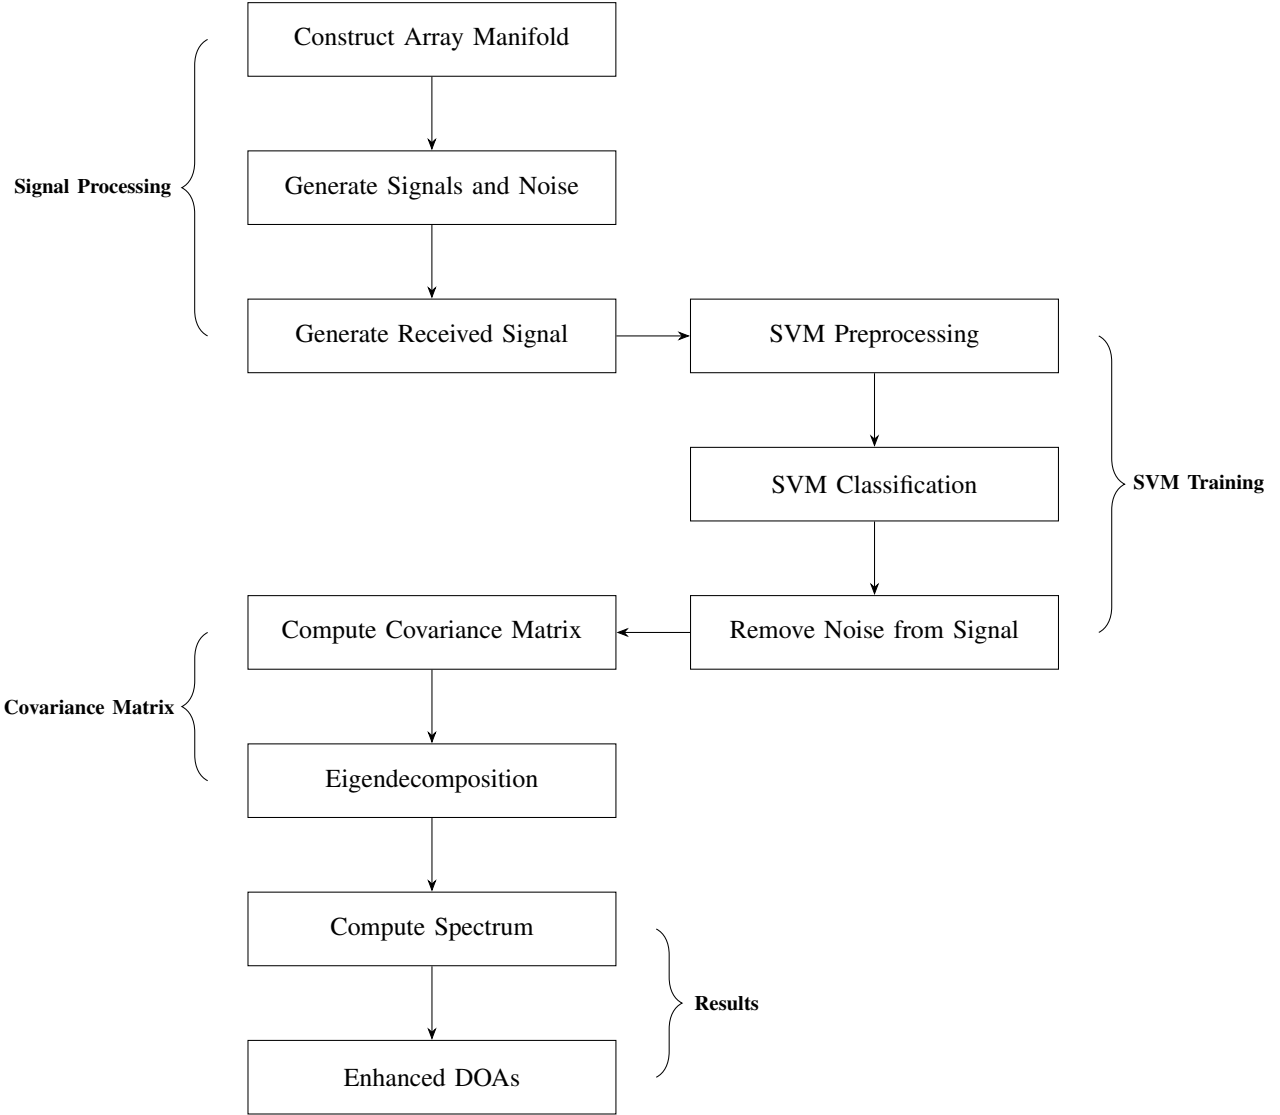 Construct Array Manifold
Signal Processing
Generate Signals and Noise
Generate Received Signal
SVM Preprocessing
SVM Classification
SVM Training
Remove Noise from Signal
Compute Covariance Matrix
Covariance Matrix
Eigendecomposition
Compute Spectrum
Results
Enhanced DOAs